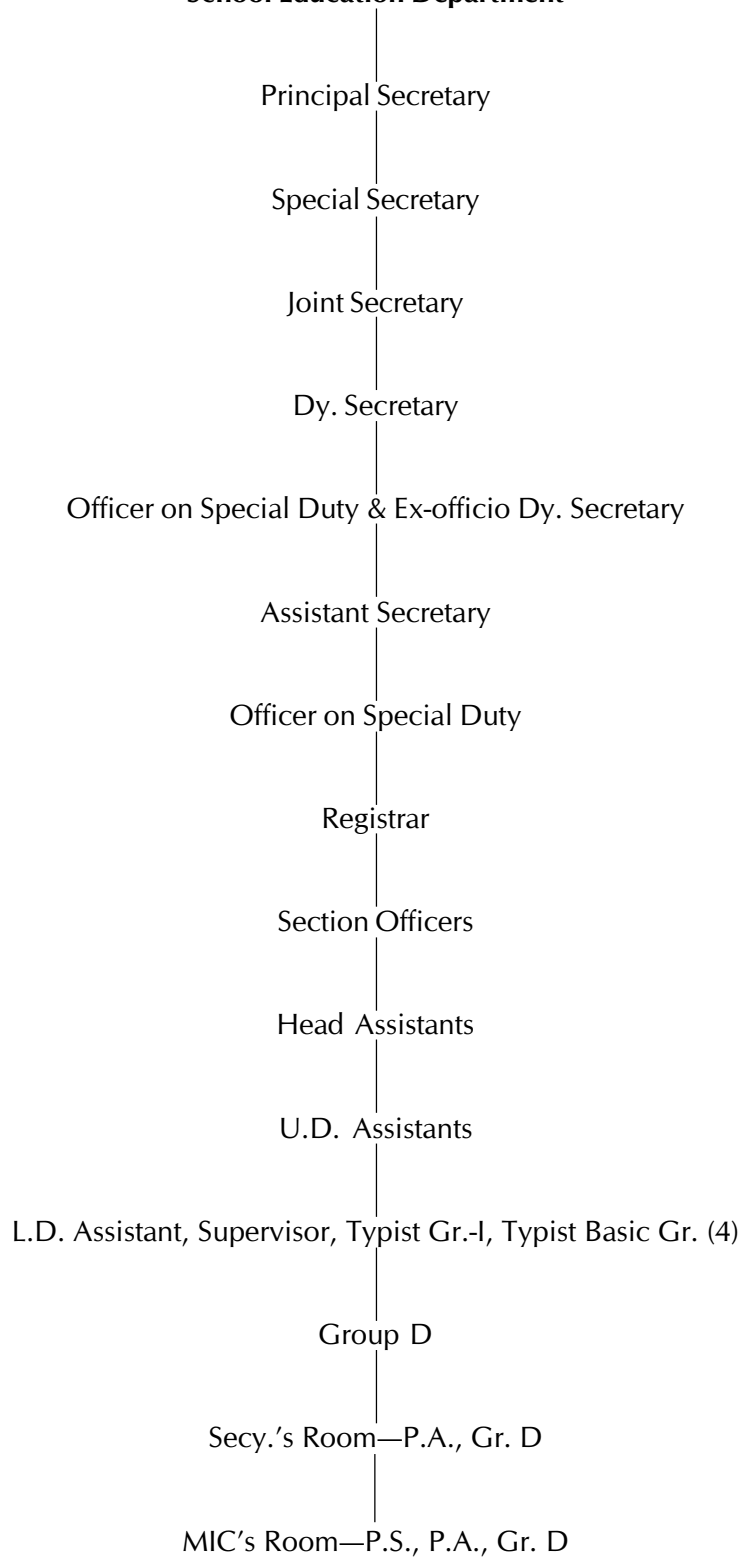 School Education Department
Principal Secretary
Special Secretary
Joint Secretary
Dy. Secretary
Officer on Special Duty & Ex-officio Dy. Secretary
Assistant Secretary
Officer on Special Duty
Registrar
Section Officers
Head Assistants
U.D. Assistants
L.D. Assistant, Supervisor, Typist Gr.-I, Typist Basic Gr. (4)
Group D
Secy.'s Room—P.A., Gr. D
MIC's Room—P.S., P.A., Gr. D